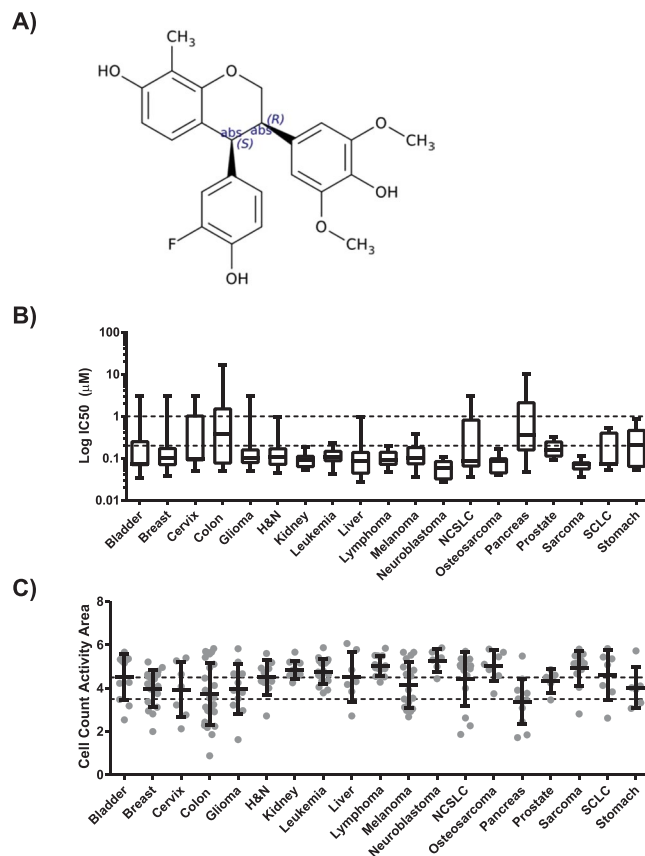 A)
CH3
HO
O
(R)
abs
abs
(S)
O
CH3
OH
O
CH3
F
OH
B)
Log IC50 (μM)
100
10
1
0.1
0.01
Bladder
Breast
Cervix
Colon
Glioma
H&N
Kidney
Leukemia
Liver
Lymphoma
Melanoma
Neuroblastoma
NCSLC
Osteosarcoma
Pancreas
Prostate
Sarcoma
SCLC
Stomach
C)
Cell Count Activity Area
8
6
4
2
0
Bladder
Breast
Cervix
Colon
Glioma
H&N
Kidney
Leukemia
Liver
Lymphoma
Melanoma
Neuroblastoma
NCSLC
Osteosarcoma
Pancreas
Prostate
Sarcoma
SCLC
Stomach